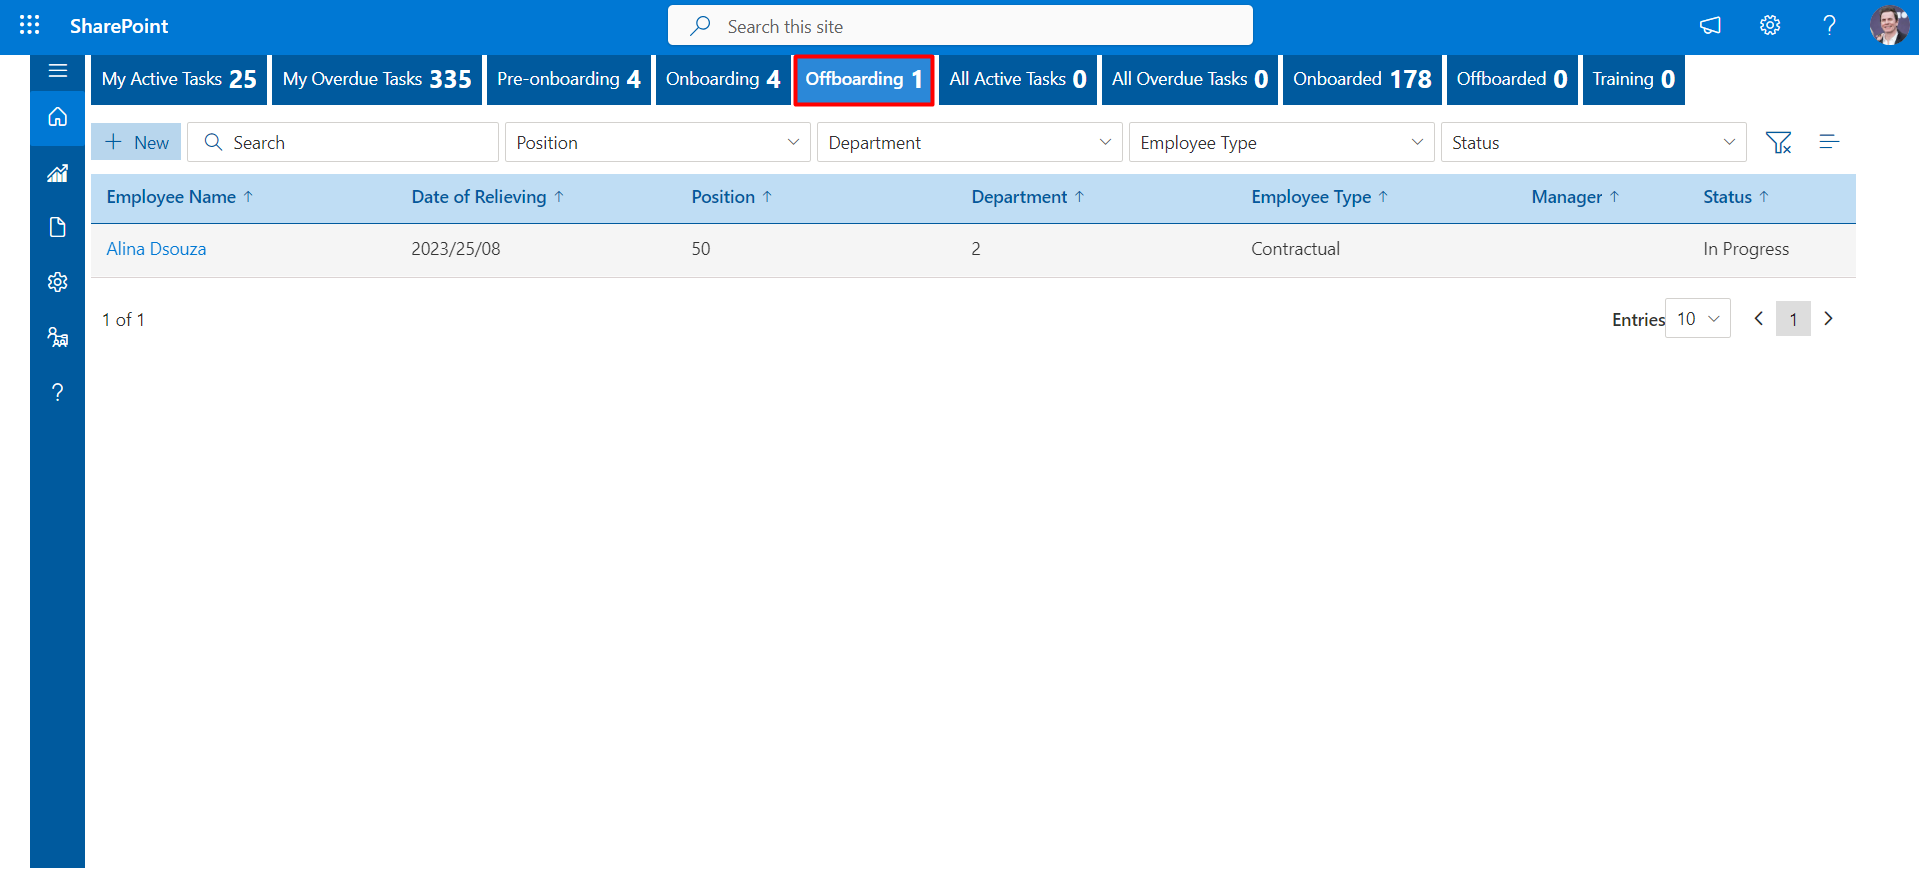 SharePoint
Search this site
My Active Tasks 25
My Overdue Tasks 335
Pre-onboarding 4
Onboarding 4
Offboarding 1
All Active Tasks 0
All Overdue Tasks 0
Onboarded 178
Offboarded 0
Training 0
+ New
Search
Position
Department
Employee Type
Status
Employee Name ↑ Date of Relieving ↑ Position ↑ Department ↑ Employee Type ↑ Manager ↑ Status ↑
Alina Dsouza 2023/25/08 50 2 Contractual In Progress
1 of 1
Entries 10 < 1 >